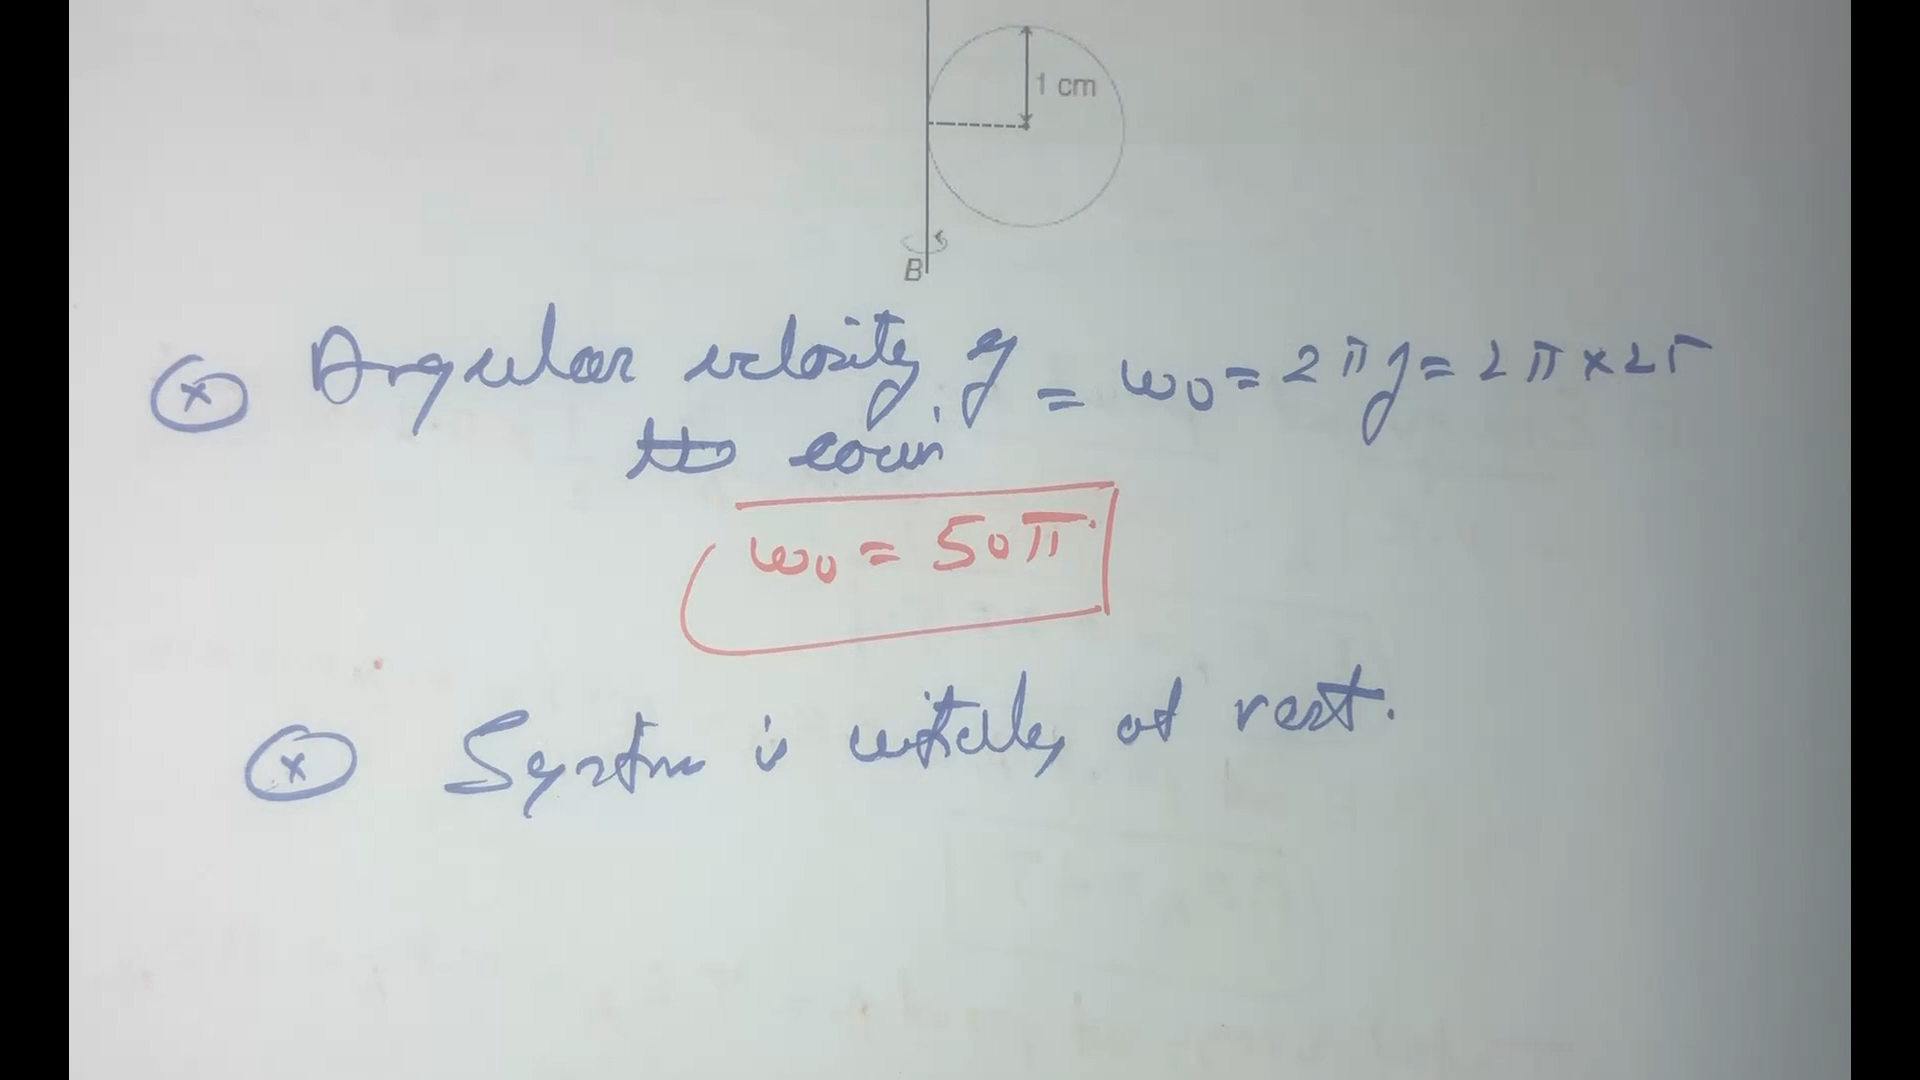 1 cm
B
Angular velocity of = ω0 = 2πf = 2π×25
the coin
ω0 = 50π
System is initially at rest.